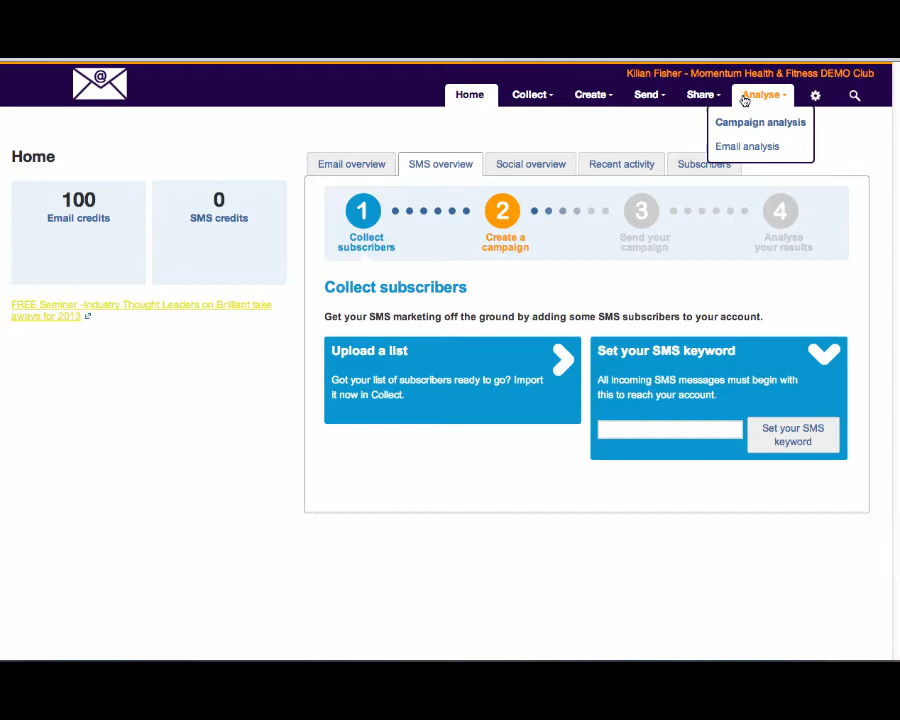 @
Kilian Fisher - Momentum Health & Fitness DEMO Club
Home Collect Create Send Share Analyse
Campaign analysis
Email analysis
Home
100
Email credits
0
SMS credits
FREE Seminar -Industry Thought Leaders on Brilliant take
aways for 2013
Email overview SMS overview Social overview Recent activity Subscribers
1 2 3 4
Collect
subscribers
Create a
campaign
Send your
campaign
Analyse
your results
Collect subscribers
Get your SMS marketing off the ground by adding some SMS subscribers to your account.
Upload a list
Got your list of subscribers ready to go? Import
it now in Collect.
Set your SMS keyword
All incoming SMS messages must begin with
this to reach your account.
Set your SMS
keyword